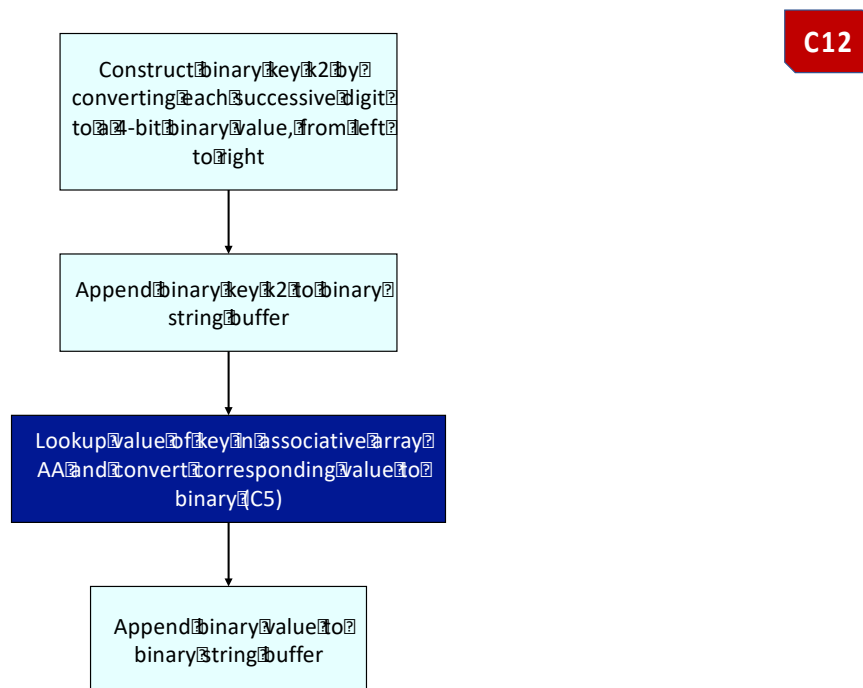 C12
Construct binary key k2 by
converting each successive digit
to a 4-bit binary value, from left
to right
Append binary key k2 to binary
string buffer
Lookup value of key in associative array
AA and convert corresponding value to
binary (C5)
Append binary value to
binary string buffer